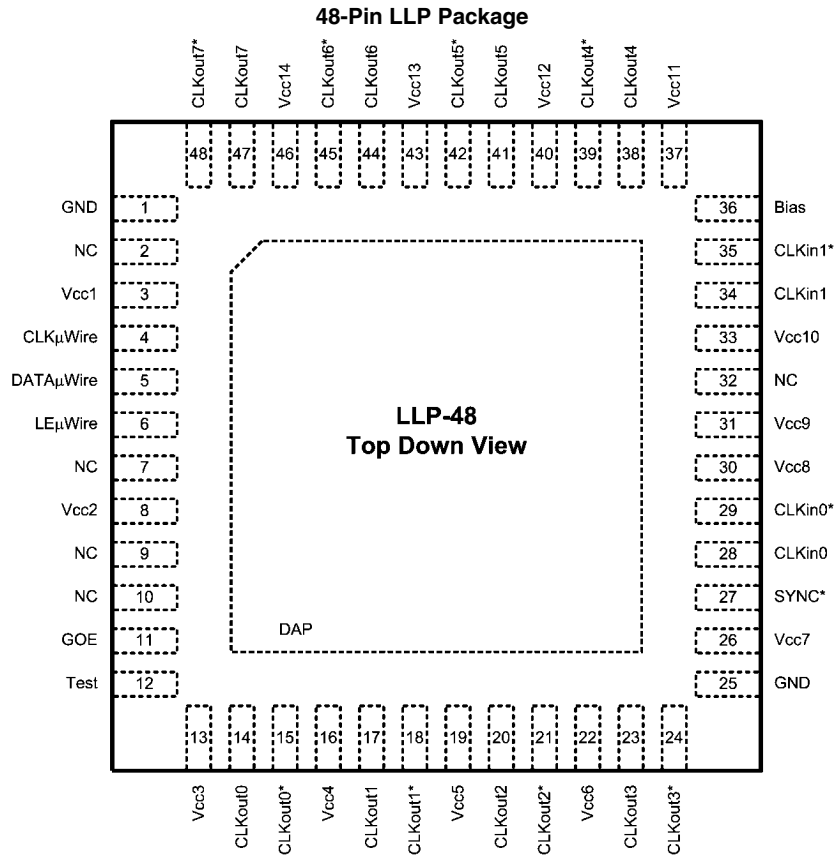 48-Pin LLP Package
CLKout7*
CLKout7
Vcc14
CLKout6*
CLKout6
Vcc13
CLKout5*
CLKout5
Vcc12
CLKout4*
CLKout4
Vcc11
48 47 46 45 44 43 42 41 40 39 38 37
GND 1 36 Bias
NC 2 35 CLKin1*
Vcc1 3 34 CLKin1
CLKμWire 4 33 Vcc10
DATAμWire 5 32 NC
LEμWire 6 31 Vcc9
NC 7 30 Vcc8
Vcc2 8 29 CLKin0*
NC 9 28 CLKin0
NC 10 27 SYNC*
GOE 11 26 Vcc7
Test 12 25 GND
LLP-48
Top Down View
DAP
13 14 15 16 17 18 19 20 21 22 23 24
Vcc3
CLKout0
CLKout0*
Vcc4
CLKout1
CLKout1*
Vcc5
CLKout2
CLKout2*
Vcc6
CLKout3
CLKout3*